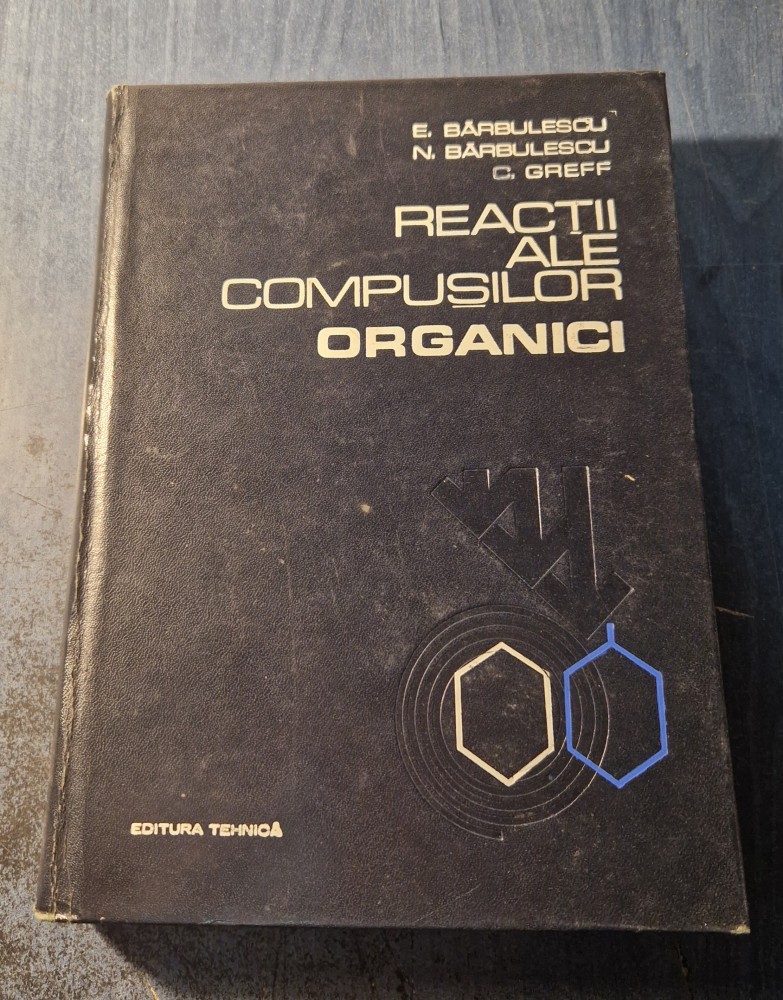 E. BĂRBULESCU
N. BĂRBULESCU
C. GREFF
REACȚII
ALE
COMPUȘILOR
ORGANICI
EDITURA TEHNICĂ